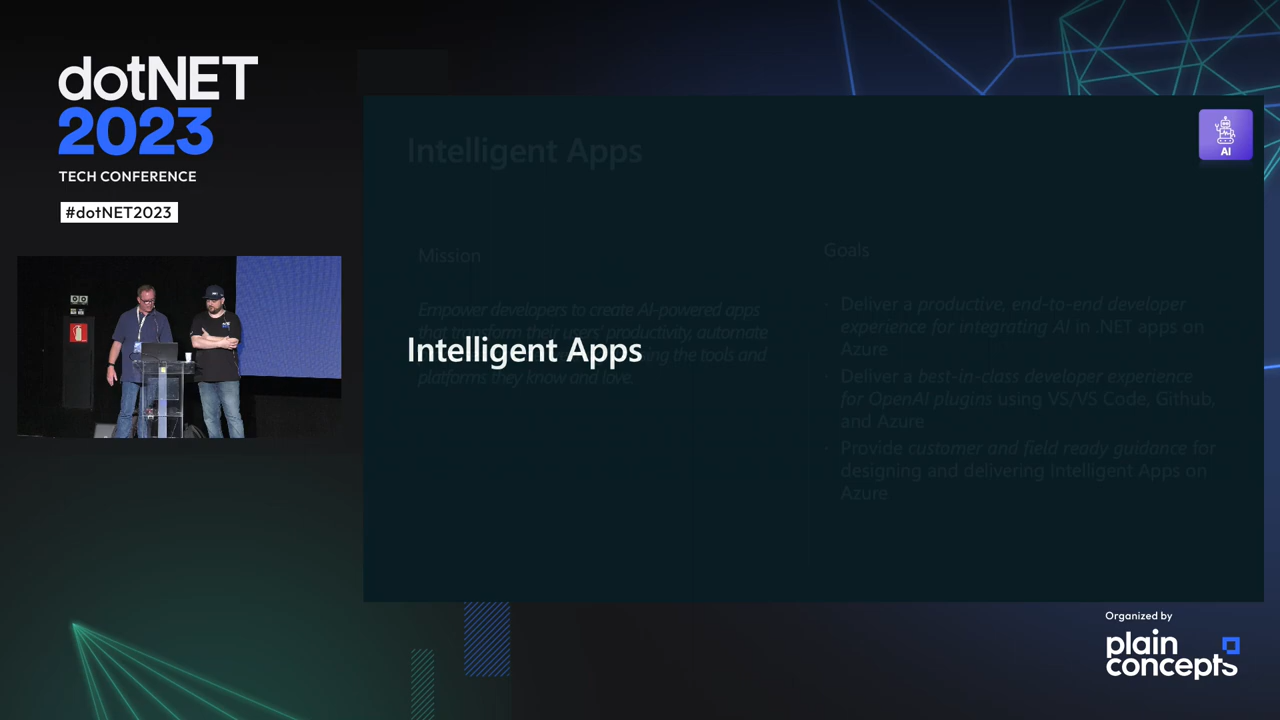 dotNET
2023
TECH CONFERENCE
#dotNET2023
AI
Intelligent Apps
Mission
Empower developers to create AI-powered apps
that transform their users' productivity, automate
using the tools and
platforms they know and love.
Intelligent Apps
Goals
· Deliver a productive, end-to-end developer
experience for integrating AI in .NET apps on
Azure
· Deliver a best-in-class developer experience
for OpenAI plugins using VS/VS Code, Github,
and Azure
· Provide customer and field ready guidance for
designing and delivering Intelligent Apps on
Azure
Organized by
plain
concepts